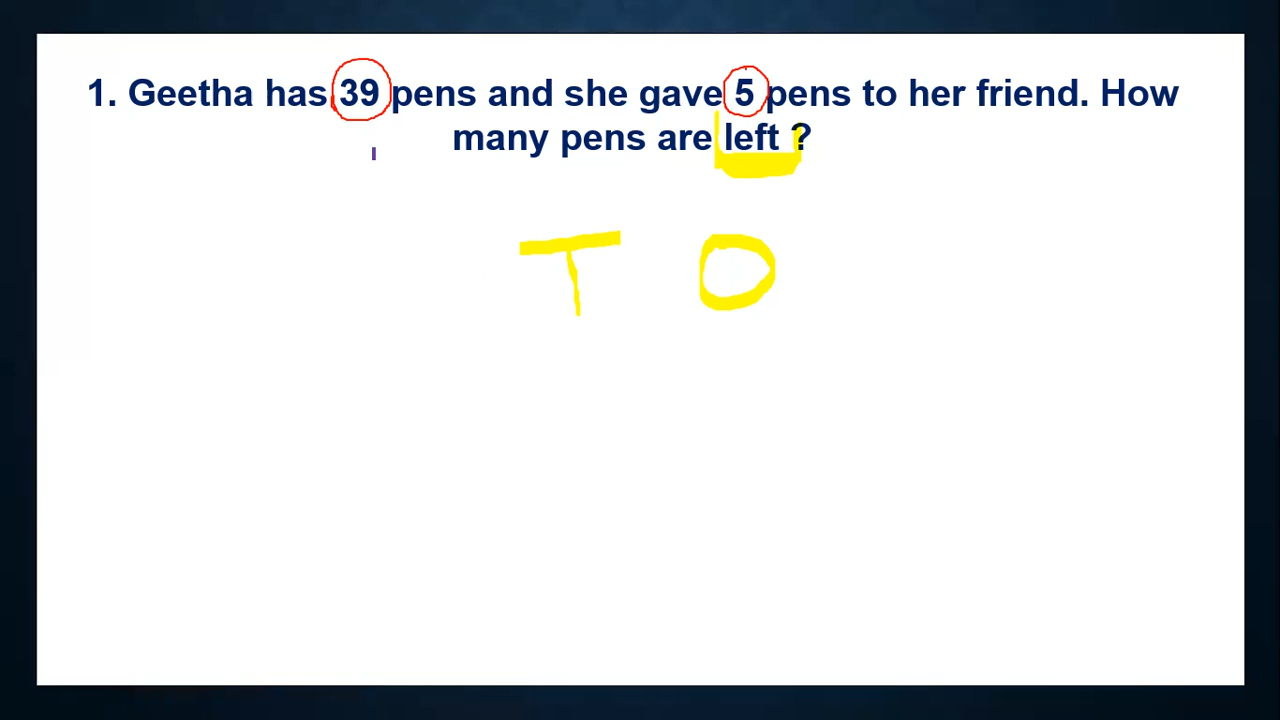 1. Geetha has 39 pens and she gave 5 pens to her friend. How
many pens are left ?
T O